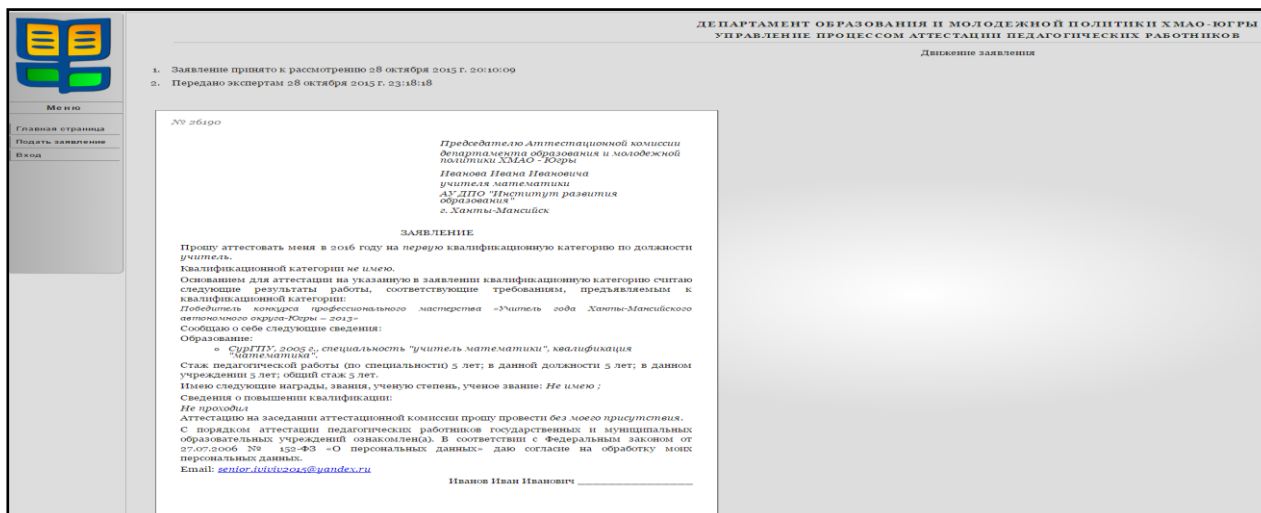 ДЕПАРТАМЕНТ ОБРАЗОВАНИЯ И МОЛОДЕЖНОЙ ПОЛИТИКИ ХМАО-ЮГРЫ
УПРАВЛЕНИЕ ПРОЦЕССОМ АТТЕСТАЦИИ ПЕДАГОГИЧЕСКИХ РАБОТНИКОВ
Движение заявления
1. Заявление принято к рассмотрению 28 октября 2015 г. 20:10:09
2. Передано экспертам 28 октября 2015 г. 23:18:18
Меню
Главная страница
Подать заявление
Вход
№ 26190
Председателю Аттестационной комиссии
департамента образования и молодежной
политики ХМАО - Югры
Иванова Ивана Ивановича
учителя математики
АУ ДПО "Институт развития
образования"
г. Ханты-Мансийск
ЗАЯВЛЕНИЕ
Прошу аттестовать меня в 2016 году на первую квалификационную категорию по должности
учитель.
Квалификационной категории не имею.
Основанием для аттестации на указанную в заявлении квалификационную категорию считаю
следующие результаты работы, соответствующие требованиям, предъявляемым к
квалификационной категории:
Победитель конкурса профессионального мастерства «Учитель года Ханты-Мансийского
автономного округа-Югры – 2013»
Сообщаю о себе следующие сведения:
Образование:
o СурГПУ, 2005 г., специальность "учитель математики", квалификация
"математика".
Стаж педагогической работы (по специальности) 5 лет; в данной должности 5 лет; в данном
учреждении 5 лет; общий стаж 5 лет.
Имею следующие награды, звания, ученую степень, ученое звание: Не имею ;
Сведения о повышении квалификации:
Не проходил
Аттестацию на заседании аттестационной комиссии прошу провести без моего присутствия.
С порядком аттестации педагогических работников государственных и муниципальных
образовательных учреждений ознакомлен(а). В соответствии с Федеральным законом от
27.07.2006 № 152-ФЗ «О персональных данных» даю согласие на обработку моих
персональных данных.
Email: senior.iviviv2015@yandex.ru
Иванов Иван Иванович ____________________